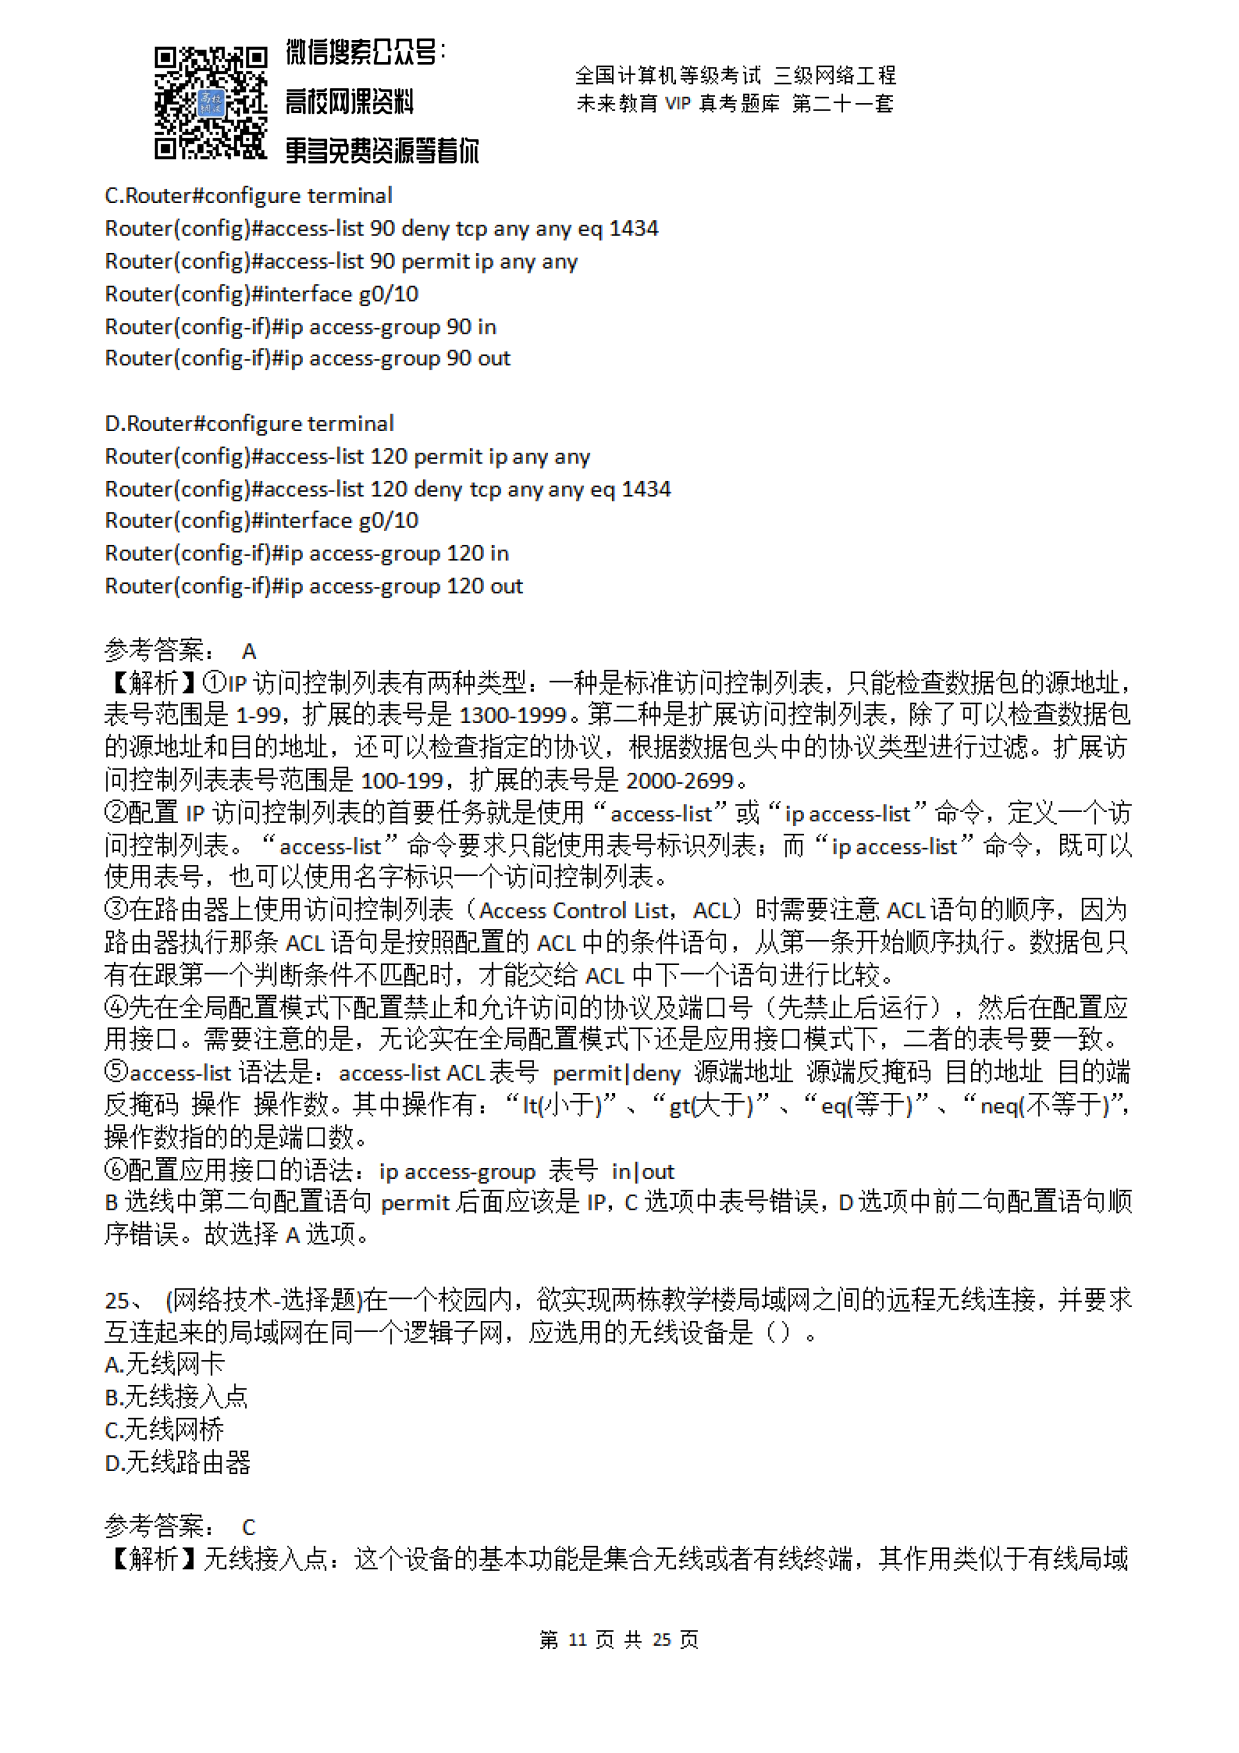 微信搜索公众号：
高校网课资料
更多免费资源等着你
全国计算机等级考试 三级网络工程
未来教育 VIP 真考题库 第二十一套
高校
网课
C.Router#configure terminal
Router(config)#access-list 90 deny tcp any any eq 1434
Router(config)#access-list 90 permit ip any any
Router(config)#interface g0/10
Router(config-if)#ip access-group 90 in
Router(config-if)#ip access-group 90 out
D.Router#configure terminal
Router(config)#access-list 120 permit ip any any
Router(config)#access-list 120 deny tcp any any eq 1434
Router(config)#interface g0/10
Router(config-if)#ip access-group 120 in
Router(config-if)#ip access-group 120 out
参考答案： A
【解析】①IP 访问控制列表有两种类型：一种是标准访问控制列表，只能检查数据包的源地址，
表号范围是 1-99，扩展的表号是 1300-1999。第二种是扩展访问控制列表，除了可以检查数据包
的源地址和目的地址，还可以检查指定的协议，根据数据包头中的协议类型进行过滤。扩展访
问控制列表表号范围是 100-199，扩展的表号是 2000-2699。
②配置 IP 访问控制列表的首要任务就是使用“access-list”或“ip access-list”命令，定义一个访
问控制列表。“access-list”命令要求只能使用表号标识列表；而“ip access-list”命令，既可以
使用表号，也可以使用名字标识一个访问控制列表。
③在路由器上使用访问控制列表（Access Control List，ACL）时需要注意 ACL 语句的顺序，因为
路由器执行那条 ACL 语句是按照配置的 ACL 中的条件语句，从第一条开始顺序执行。数据包只
有在跟第一个判断条件不匹配时，才能交给 ACL 中下一个语句进行比较。
④先在全局配置模式下配置禁止和允许访问的协议及端口号（先禁止后运行），然后在配置应
用接口。需要注意的是，无论实在全局配置模式下还是应用接口模式下，二者的表号要一致。
⑤access-list 语法是：access-list ACL 表号 permit|deny 源端地址 源端反掩码 目的地址 目的端
反掩码 操作 操作数。其中操作有：“lt(小于)”、“gt(大于)”、“eq(等于)”、“neq(不等于)”，
操作数指的的是端口数。
⑥配置应用接口的语法：ip access-group 表号 in|out
B 选线中第二句配置语句 permit 后面应该是 IP，C 选项中表号错误，D 选项中前二句配置语句顺
序错误。故选择 A 选项。
25、 (网络技术-选择题)在一个校园内，欲实现两栋教学楼局域网之间的远程无线连接，并要求
互连起来的局域网在同一个逻辑子网，应选用的无线设备是（）。
A.无线网卡
B.无线接入点
C.无线网桥
D.无线路由器
参考答案： C
【解析】无线接入点：这个设备的基本功能是集合无线或者有线终端，其作用类似于有线局域
第 11 页 共 25 页